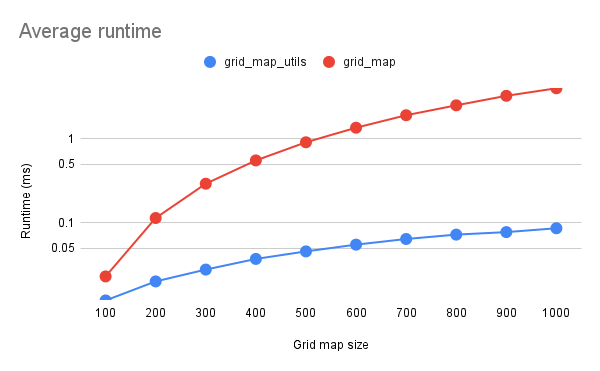 Average runtime
grid_map_utils grid_map
1
0.5
0.1
0.05
Runtime (ms)
100 200 300 400 500 600 700 800 900 1000
Grid map size